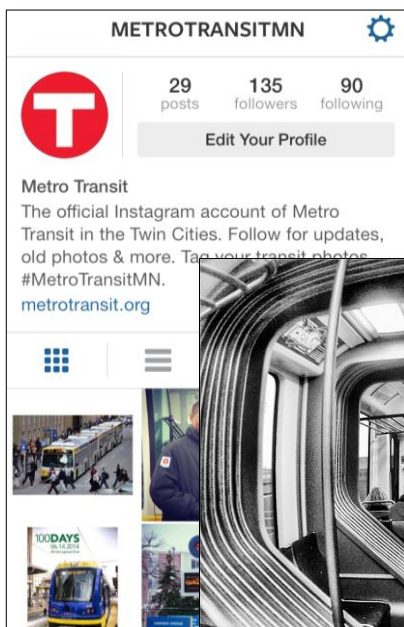 METROTRANSITMN
T
29 135 90
posts followers following
Edit Your Profile
Metro Transit
The official Instagram account of Metro
Transit in the Twin Cities. Follow for updates,
old photos & more. Tag your transit photos
#MetroTransitMN.
metrotransit.org
100DAYS
06.14.2014